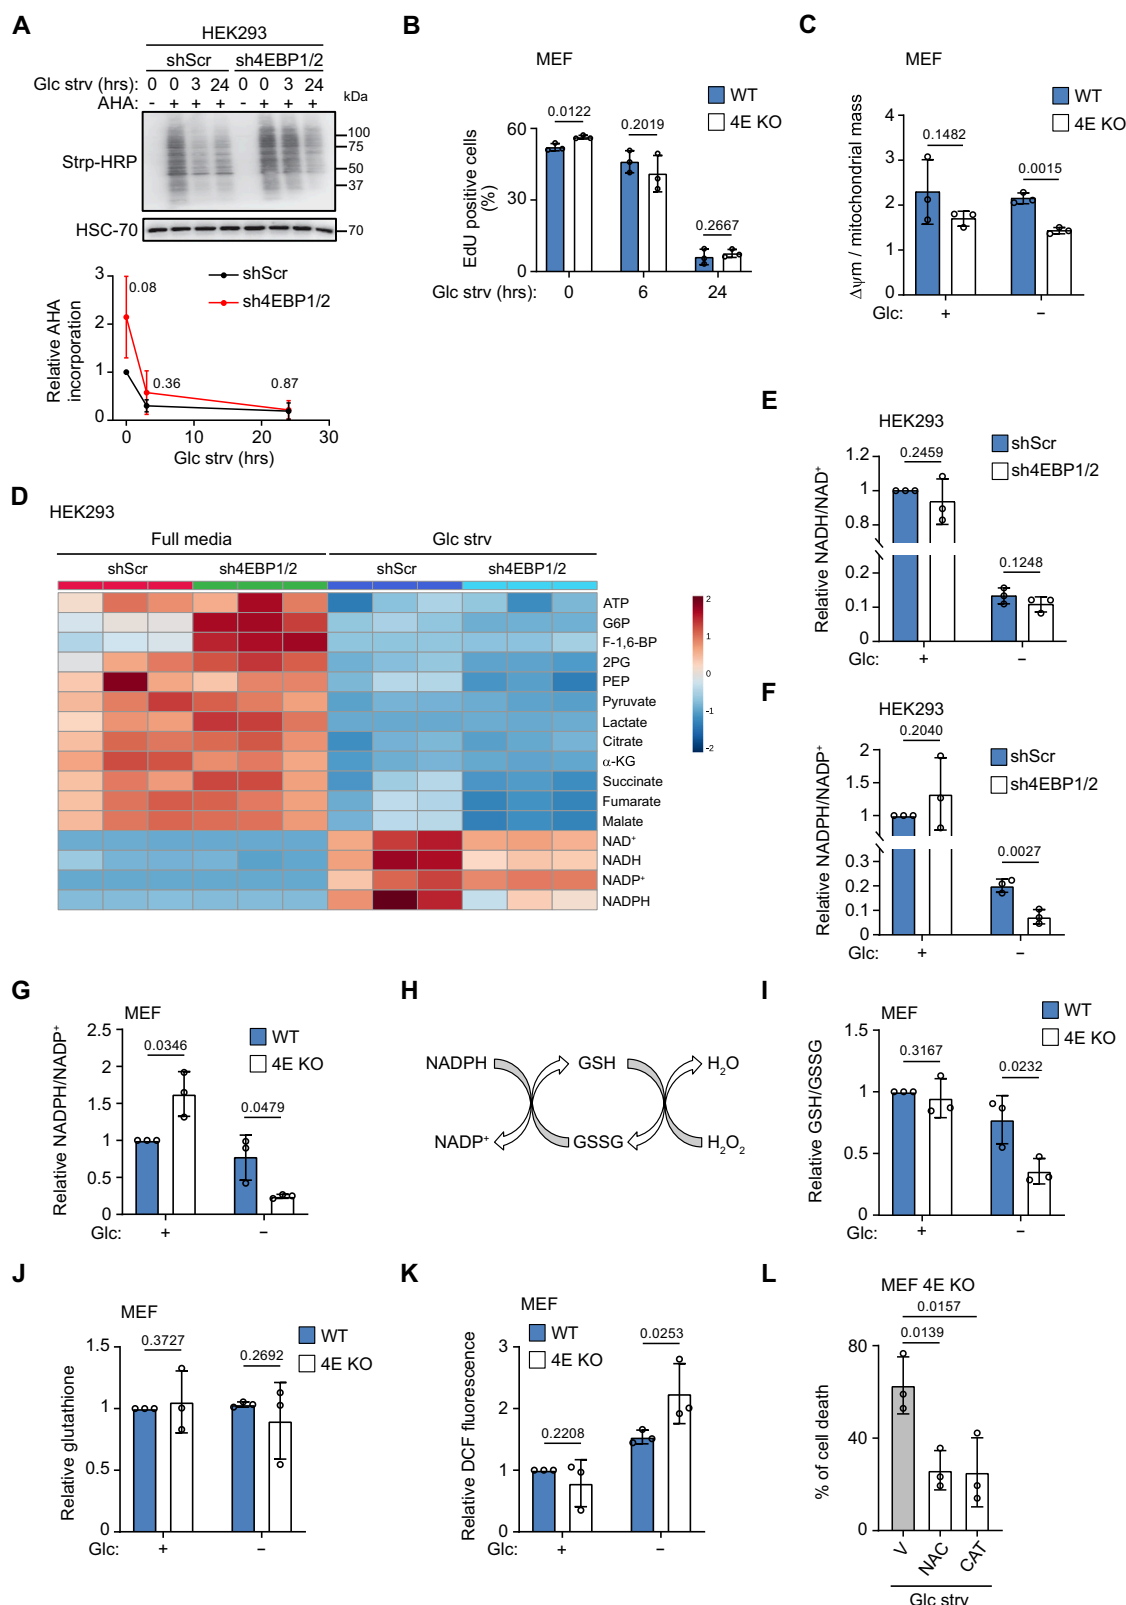 A
HEK293
shScr sh4EBP1/2
Glc strv (hrs): 0 0 3 24 0 0 3 24
AHA: - + + + - + + + kDa
Strp-HRP
100
75
50
37
HSC-70
70
shScr
sh4EBP1/2
Relative AHA
incorporation
3
2
1
0
0.08
0.36
0.87
0 10 20 30
Glc strv (hrs)
B
MEF
WT
4E KO
EdU positive cells
(%)
60
30
0
0.0122
0.2019
0.2667
Glc strv (hrs): 0 6 24
C
MEF
WT
4E KO
Δψm / mitochondrial mass
4
3
2
1
0
0.1482
0.0015
Glc: + −
D
HEK293
Full media Glc strv
shScr sh4EBP1/2 shScr sh4EBP1/2
ATP
G6P
F-1,6-BP
2PG
PEP
Pyruvate
Lactate
Citrate
α-KG
Succinate
Fumarate
Malate
NAD⁺
NADH
NADP⁺
NADPH
2
1
0
-1
-2
E
HEK293
shScr
sh4EBP1/2
Relative NADH/NAD⁺
1.2
1
0.8
0.2
0.1
0
0.2459
0.1248
Glc: + −
F
HEK293
shScr
sh4EBP1/2
Relative NADPH/NADP⁺
2
1.5
1
0.3
0.2
0.1
0
0.2040
0.0027
Glc: + −
G
MEF
WT
4E KO
Relative NADPH/NADP⁺
2.5
2
1.5
1
0.5
0
0.0346
0.0479
Glc: + −
H
NADPH GSH H₂O
NADP⁺ GSSG H₂O₂
I
MEF
WT
4E KO
Relative GSH/GSSG
1.5
1
0.5
0
0.3167
0.0232
Glc: + −
J
MEF
WT
4E KO
Relative glutathione
1.5
1
0.5
0
0.3727
0.2692
Glc: + −
K
MEF
WT
4E KO
Relative DCF fluorescence
3
2
1
0
0.2208
0.0253
Glc: + −
L
MEF 4E KO
% of cell death
80
40
0
0.0157
0.0139
V NAC CAT
Glc strv